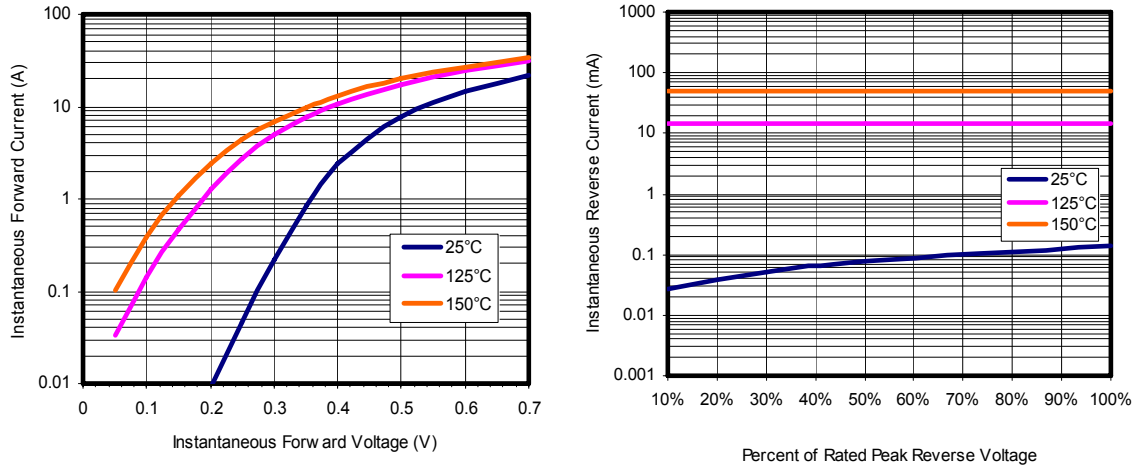 Instantaneous Forward Current (A)
100
10
1
0.1
0.01
0 0.1 0.2 0.3 0.4 0.5 0.6 0.7
Instantaneous Forward Voltage (V)
25°C
125°C
150°C
Instantaneous Reverse Current (mA)
1000
100
10
1
0.1
0.01
0.001
10% 20% 30% 40% 50% 60% 70% 80% 90% 100%
Percent of Rated Peak Reverse Voltage
25°C
125°C
150°C